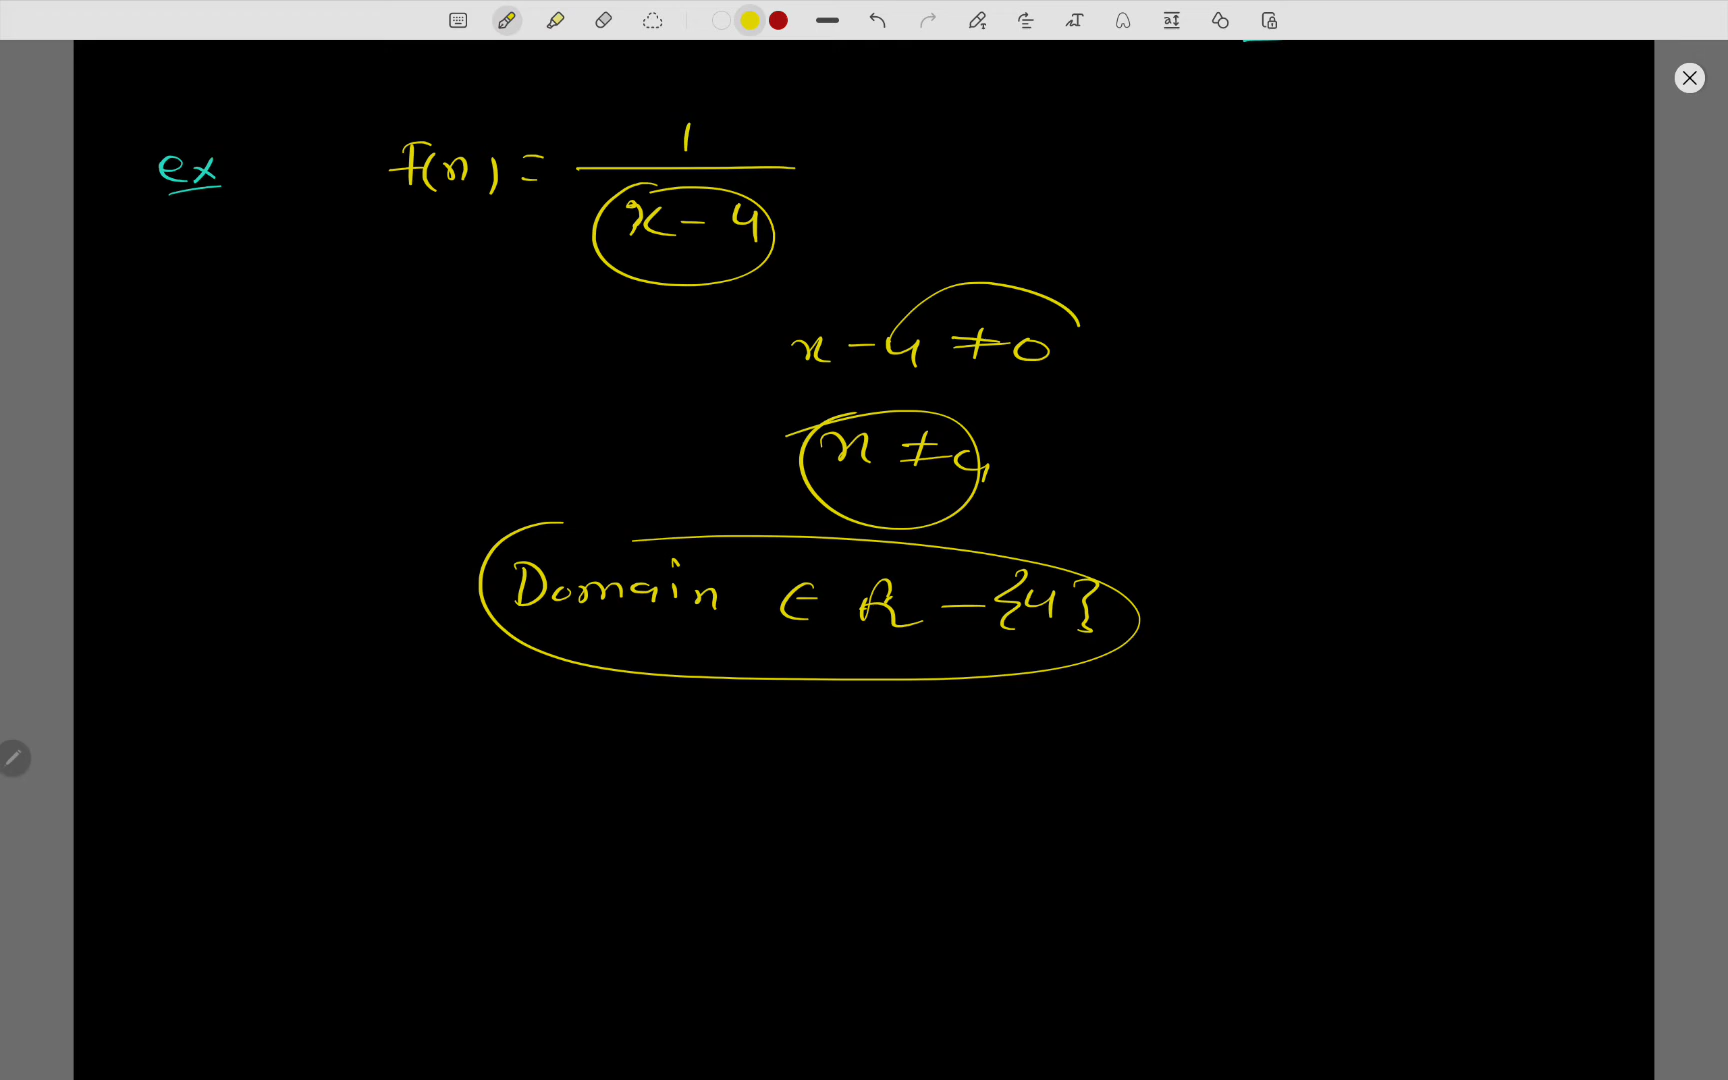 ex f(x) = 1 / (x - 4)
x - 4 ≠ 0
x ≠ 4
Domain ∈ R - {4}